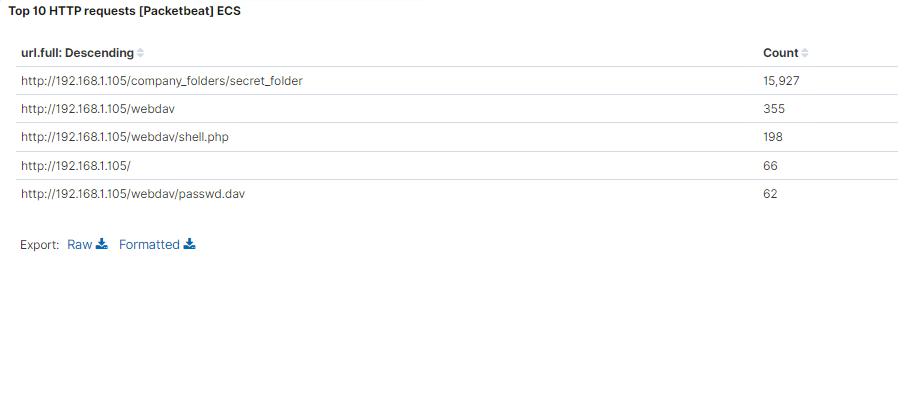 Top 10 HTTP requests [Packetbeat] ECS
url.full: Descending Count
http://192.168.1.105/company_folders/secret_folder 15,927
http://192.168.1.105/webdav 355
http://192.168.1.105/webdav/shell.php 198
http://192.168.1.105/ 66
http://192.168.1.105/webdav/passwd.dav 62
Export: Raw Formatted